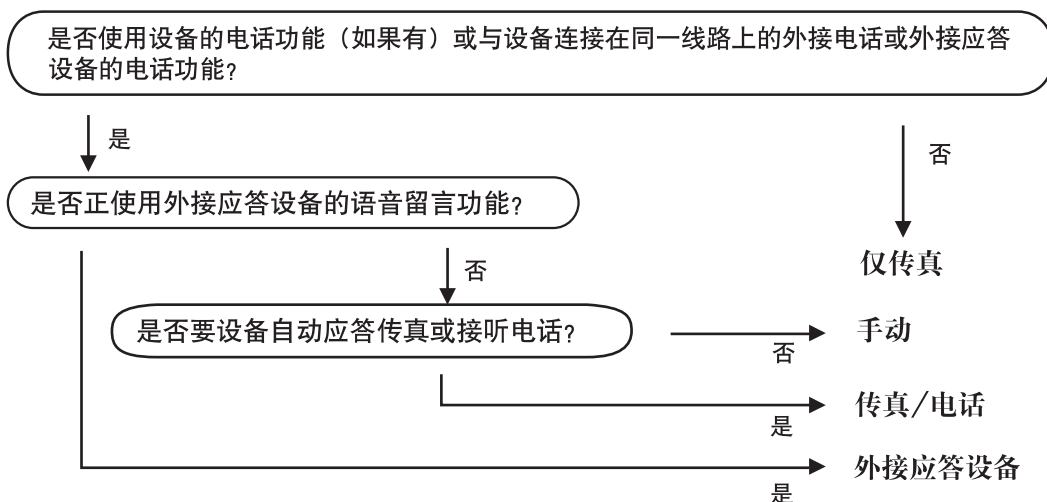 是否使用设备的电话功能（如果有）或与设备连接在同一线路上的外接电话或外接应答
设备的电话功能?
是
否
是否正使用外接应答设备的语音留言功能?
仅传真
否
是否要设备自动应答传真或接听电话?
手动
否
传真/电话
是
外接应答设备
是